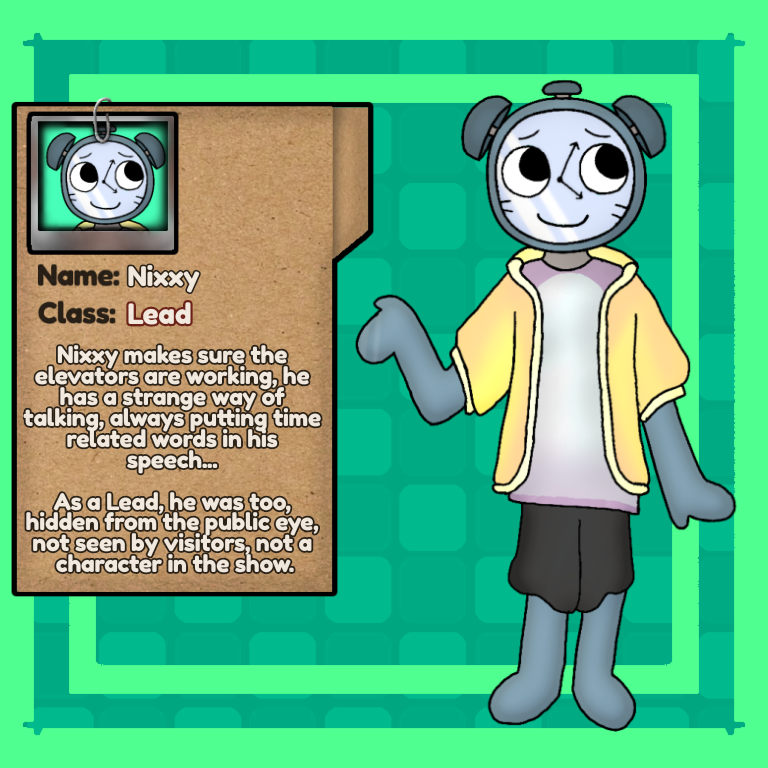 Name: Nixxy
Class: Lead
Nixxy makes sure the
elevators are working, he
has a strange way of
talking, always putting time
related words in his
speech...
As a Lead, he was too,
hidden from the public eye,
not seen by visitors, not a
character in the show.